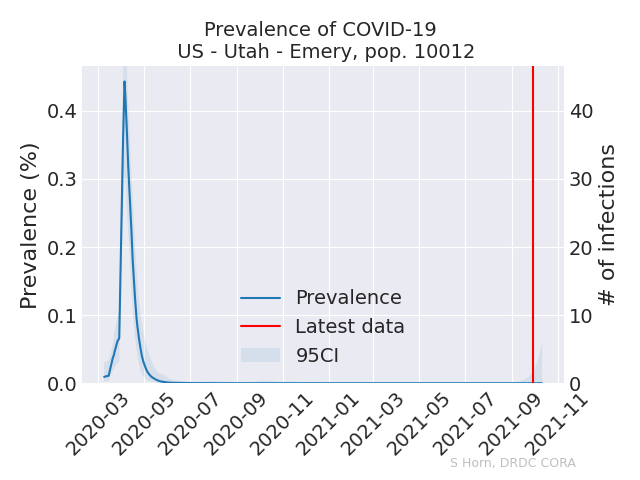 Prevalence of COVID-19
US - Utah - Emery, pop. 10012
Prevalence (%)
0.4
0.3
0.2
0.1
0.0
# of infections
40
30
20
10
0
Prevalence
Latest data
95CI
2020-03
2020-05
2020-07
2020-09
2020-11
2021-01
2021-03
2021-05
2021-07
2021-09
2021-11
S Horn, DRDC CORA